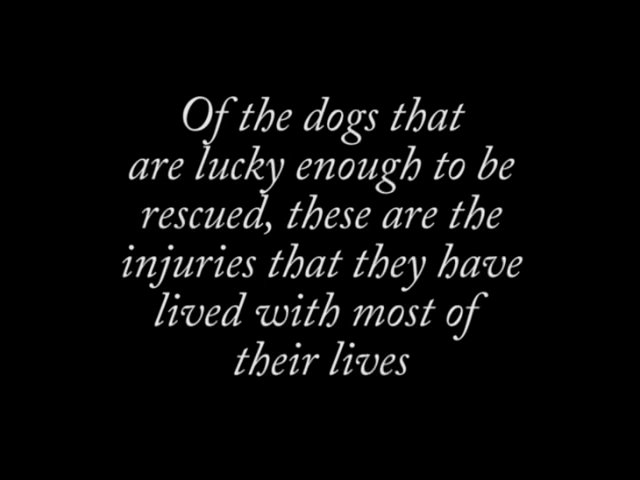 Of the dogs that
are lucky enough to be
rescued, these are the
injuries that they have
lived with most of
their lives